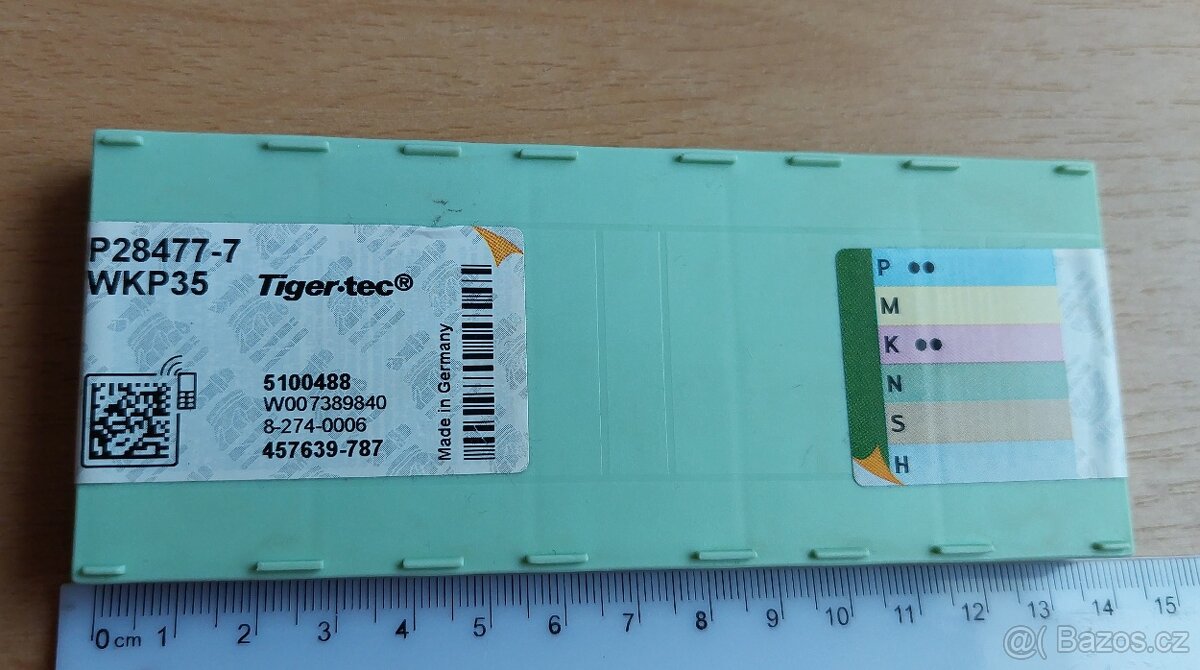 P28477-7
WKP35
Tiger·tec®
5100488
W007389840
8-274-0006
457639-787
Made in Germany
P
M
K
N
S
H
0 cm 1 2 3 4 5 6 7 8 9 10 11 12 13 14 15
@( Bazos.cz